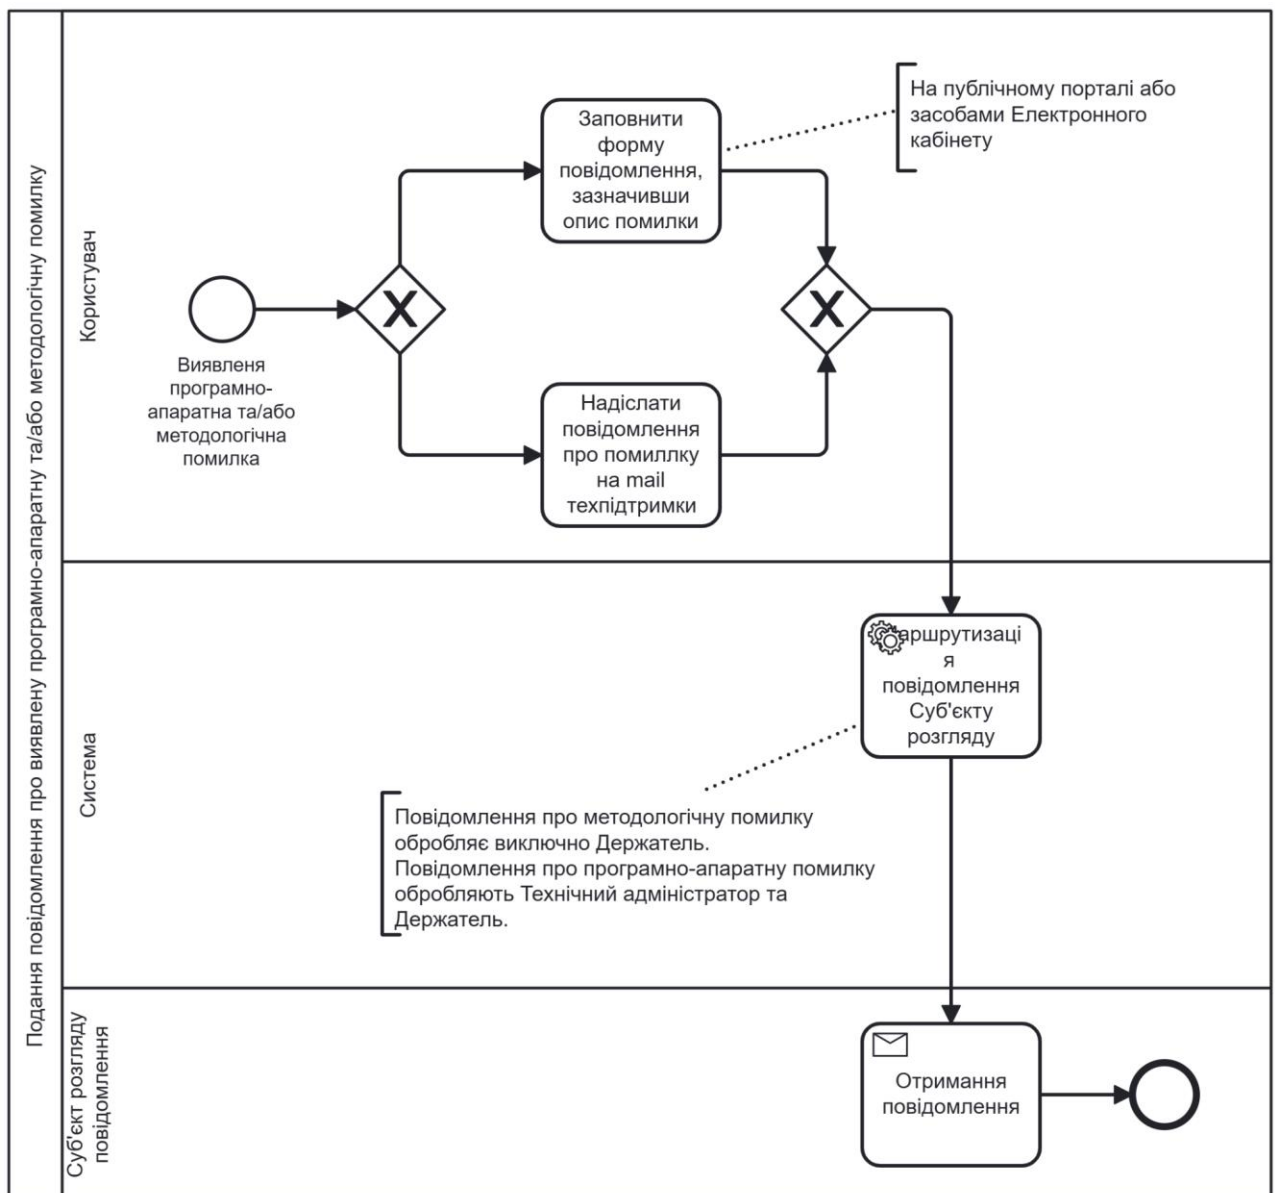 Подання повідомлення про виявлену програмно-апаратну та/або методологічну помилку
Користувач
Виявленя
програмно-
апаратна та/або
методологічна
помилка
Заповнити
форму
повідомлення,
зазначивши
опис помилки
На публічному порталі або
засобами Електронного
кабінету
Надіслати
повідомлення
про помиллку
на mail
техпідтримки
Система
аршрутизаці
я
повідомлення
Суб'єкту
розгляду
Повідомлення про методологічну помилку
обробляє виключно Держатель.
Повідомлення про програмно-апаратну помилку
обробляють Технічний адміністратор та
Держатель.
Суб'єкт розгляду
повідомлення
Отримання
повідомлення